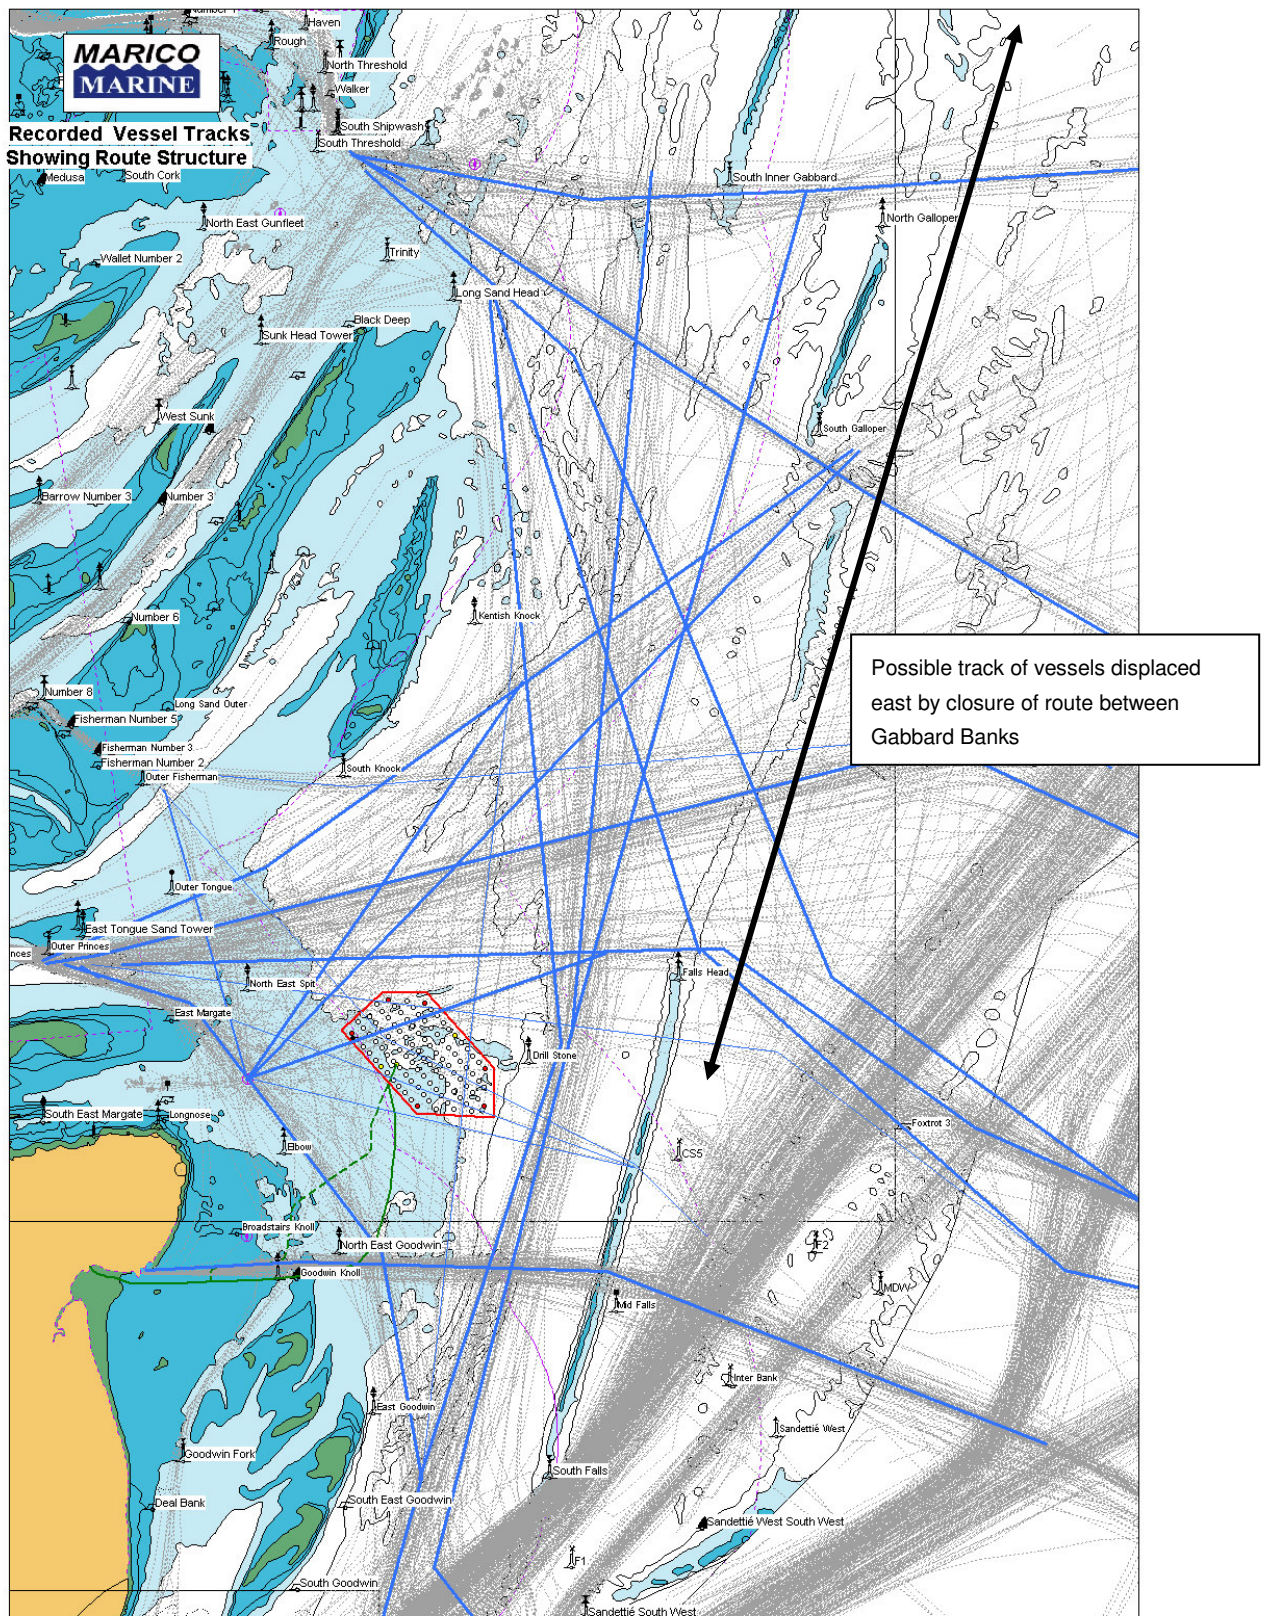 Haven
Rough
MARICO
MARINE
North Threshold
Walker
South Shipwash
Recorded Vessel Tracks
South Threshold
Showing Route Structure
Medusa
South Cork
South Inner Gabbard
North East Gunfleet
North Galloper
Trinity
Wallet Number 2
Long Sand Head
Black Deep
Sunk Head Tower
West Sunk
South Galloper
Barrow Number 3
Number 3
Kentish Knock
Number 6
Possible track of vessels displaced
east by closure of route between
Gabbard Banks
Number 8
Long Sand Outer
Fisherman Number 5
Fisherman Number 3
Fisherman Number 2
Outer Fisherman
South Knock
Outer Tongue
East Tongue Sand Tower
Outer Princes
nces
Falls Head
North East Spit
East Margate
Drill Stone
South East Margate
Longnose
Foxtrot 3
Elbow
CS5
Broadstairs Knoll
North East Goodwin
F2
Goodwin Knoll
MDW
Mid Falls
Inter Bank
East Goodwin
Sandettié West
Goodwin Fork
South Falls
Deal Bank
South East Goodwin
Sandettié West South West
F1
South Goodwin
Sandettié South West